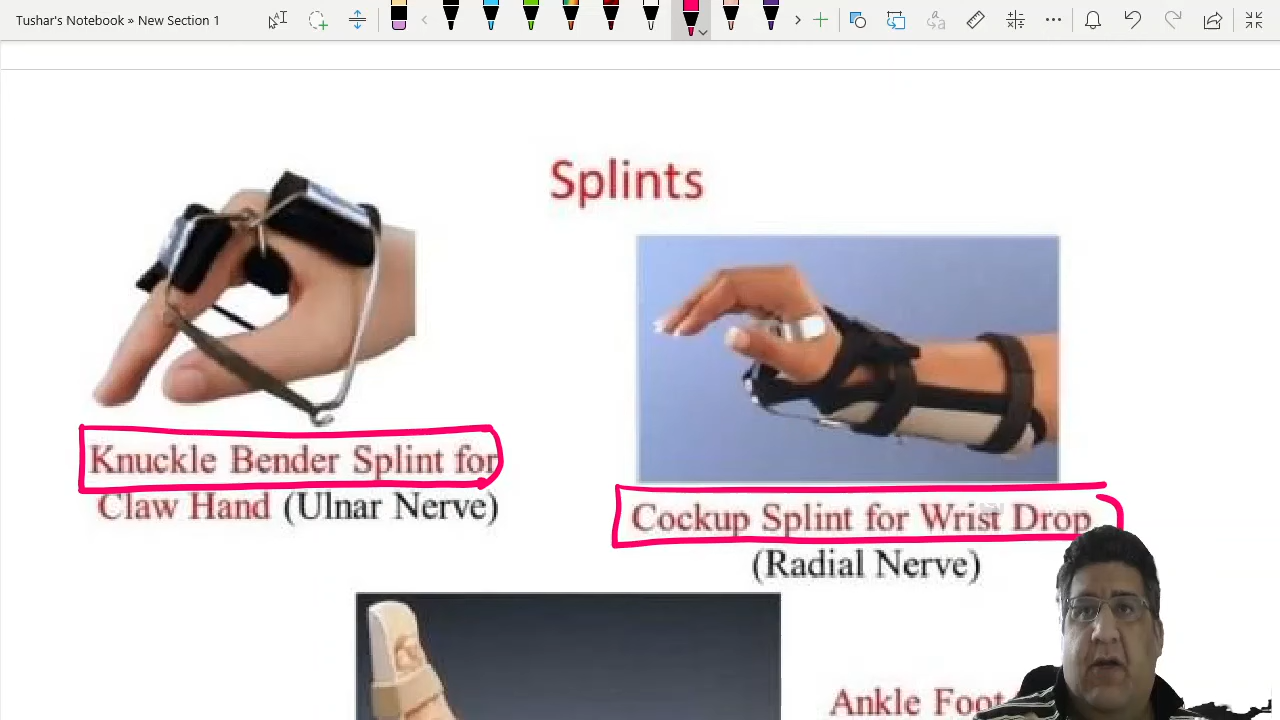 Tushar's Notebook » New Section 1
Splints
Knuckle Bender Splint for
Claw Hand (Ulnar Nerve)
Cockup Splint for Wrist Drop
(Radial Nerve)
Ankle Foot